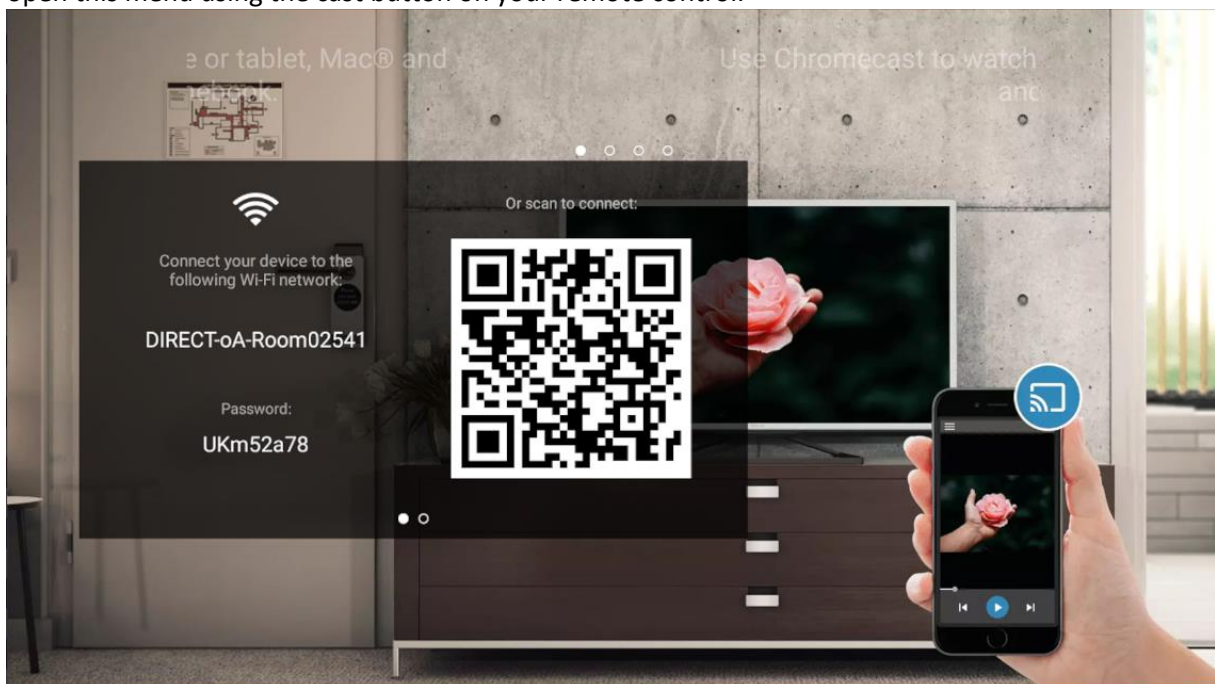 open this menu using the cast button on your remote control.
e or tablet, Mac® and
nebook.
Use Chromecast to watch
and
Or scan to connect:
Connect your device to the
following Wi-Fi network:
DIRECT-oA-Room02541
Password:
UKm52a78